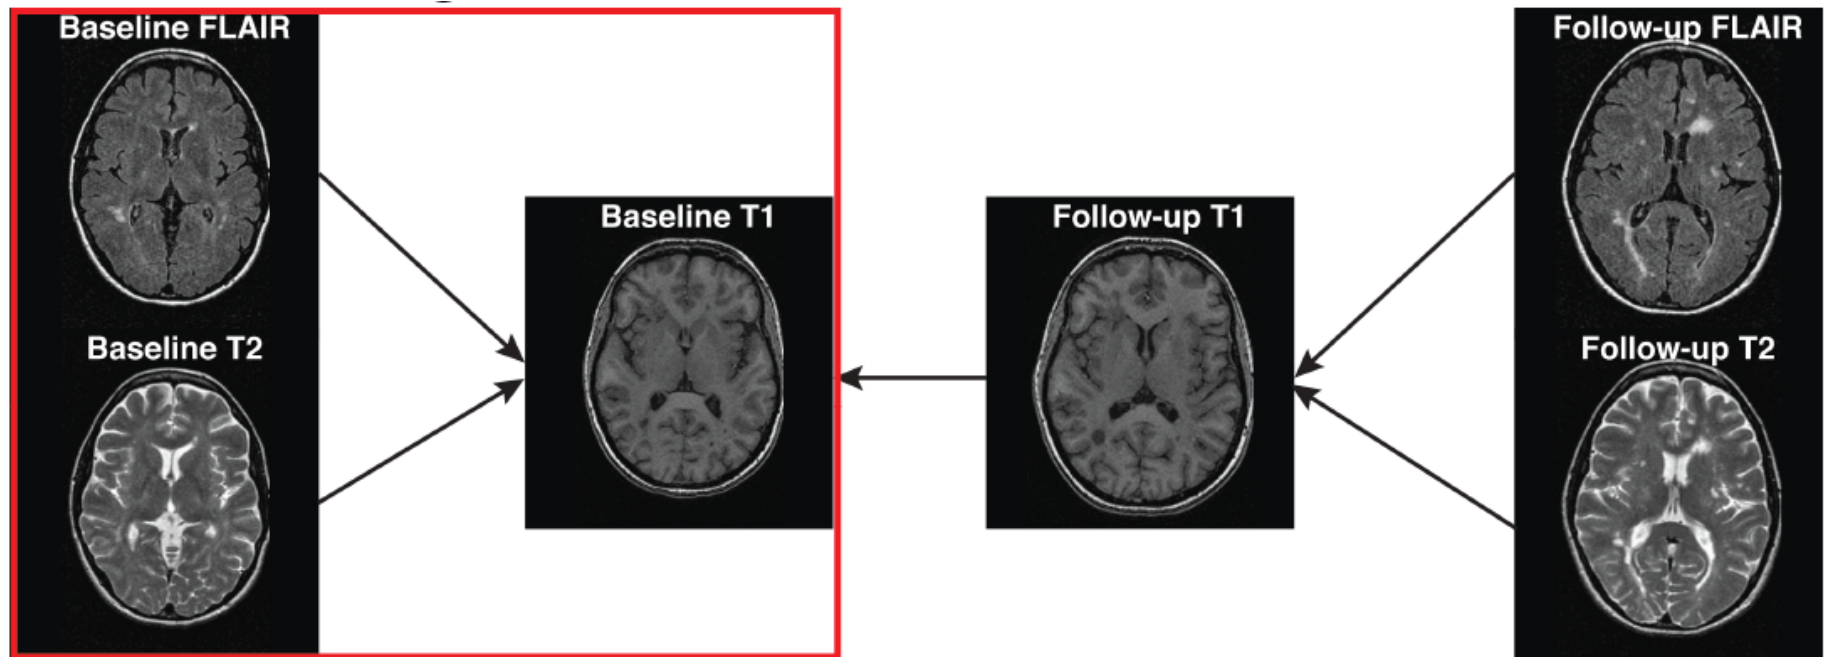 Baseline FLAIR
Follow-up FLAIR
Baseline T1
Follow-up T1
Baseline T2
Follow-up T2